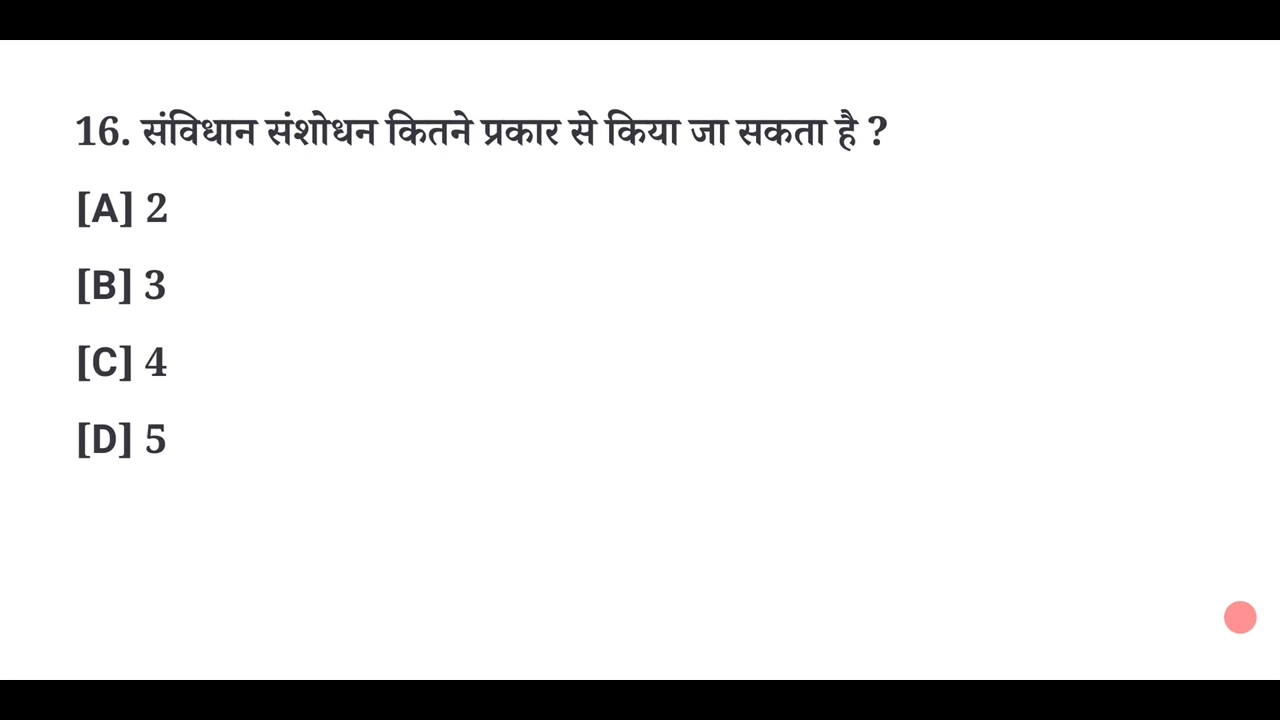 16. संविधान संशोधन कितने प्रकार से किया जा सकता है ?
[A] 2
[B] 3
[C] 4
[D] 5